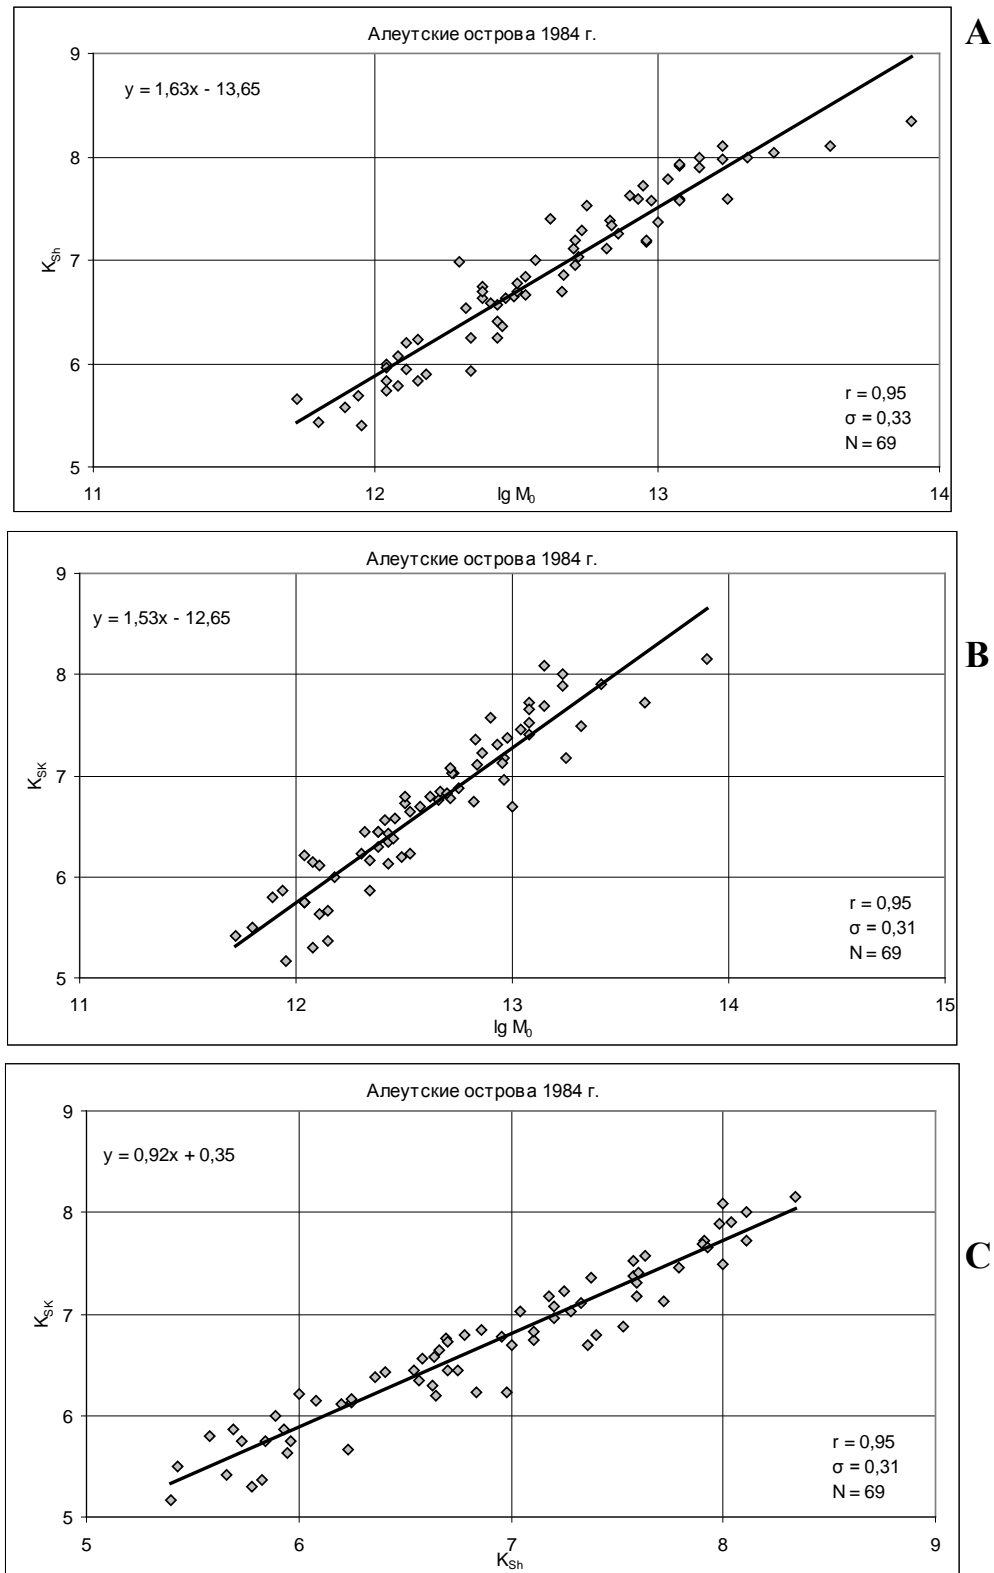 A
Алеутские острова 1984 г.
9
y = 1,63x - 13,65
8
7
K_Sh
6
r = 0,95
σ = 0,33
N = 69
5
11 12 13 14
lg M₀
Алеутские острова 1984 г.
9
y = 1,53x - 12,65
B
8
7
K_SK
6
r = 0,95
σ = 0,31
N = 69
5
11 12 13 14 15
lg M₀
Алеутские острова 1984 г.
9
y = 0,92x + 0,35
8
C
7
K_SK
6
r = 0,95
σ = 0,31
N = 69
5
5 6 7 8 9
K_Sh